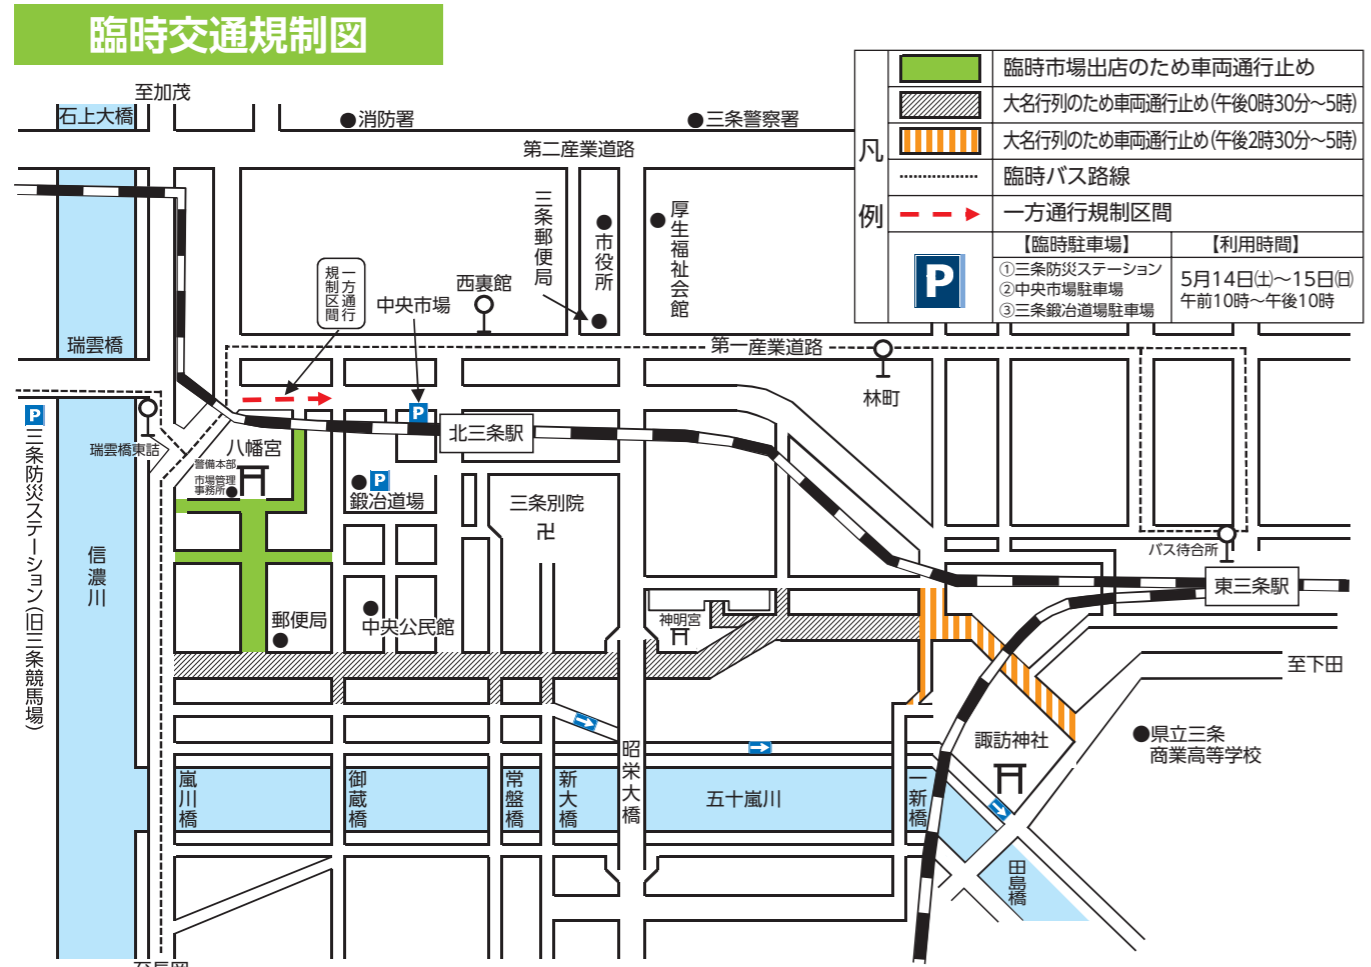 臨時交通規制図
凡例
臨時市場出店のため車両通行止め
大名行列のため車両通行止め(午後0時30分～5時)
大名行列のため車両通行止め(午後2時30分～5時)
臨時バス路線
一方通行規制区間
P
【臨時駐車場】
①三条防災ステーション
②中央市場駐車場
③三条鍛冶道場駐車場
【利用時間】
5月14日㈯～15日㈰
午前10時～午後10時
至加茂
石上大橋
消防署
三条警察署
第二産業道路
三条郵便局
市役所
厚生福祉会館
一方通行
規制区間
中央市場
西裏館
瑞雲橋
第一産業道路
林町
P
三条防災ステーション(旧三条競馬場)
瑞雲橋東詰
八幡宮
警備本部
市場管理
事務所
P
北三条駅
P
鍛冶道場
三条別院
卍
信濃川
バス待合所
東三条駅
郵便局
中央公民館
神明宮
至下田
諏訪神社
県立三条
商業高等学校
嵐川橋
御蔵橋
常盤橋
新大橋
昭栄大橋
五十嵐川
一新橋
田島橋